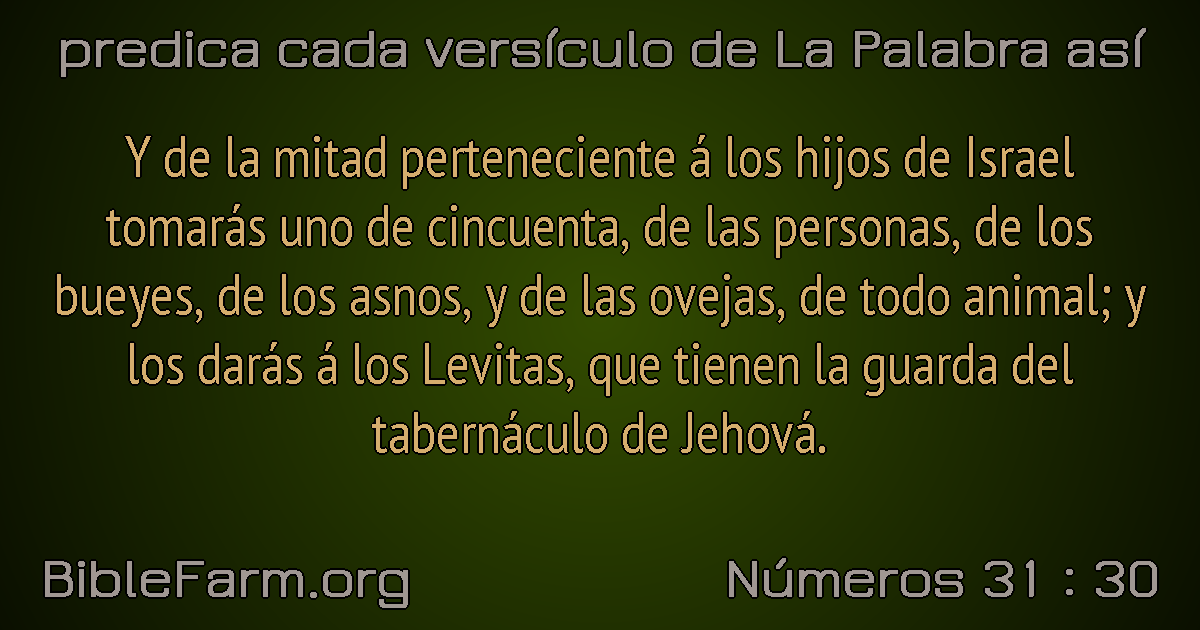 predica cada versículo de La Palabra así
Y de la mitad perteneciente á los hijos de Israel
tomarás uno de cincuenta, de las personas, de los
bueyes, de los asnos, y de las ovejas, de todo animal; y
los darás á los Levitas, que tienen la guarda del
tabernáculo de Jehová.
BibleFarm.org
Números 31 : 30